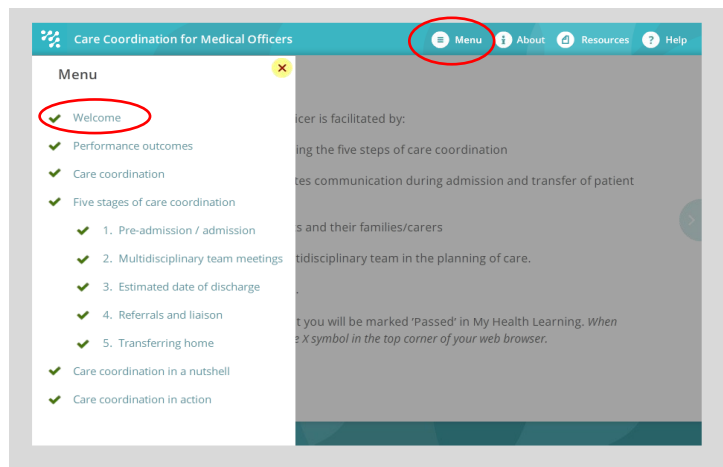 Care Coordination for Medical Officers
Menu
About
Resources
Help
Menu
Welcome
Performance outcomes
Care coordination
Five stages of care coordination
1. Pre-admission / admission
2. Multidisciplinary team meetings
3. Estimated date of discharge
4. Referrals and liaison
5. Transferring home
Care coordination in a nutshell
Care coordination in action
icer is facilitated by:
ing the five steps of care coordination
tes communication during admission and transfer of patient
s and their families/carers
tidisciplinary team in the planning of care.
.
t you will be marked ‘Passed’ in My Health Learning. When
e X symbol in the top corner of your web browser.